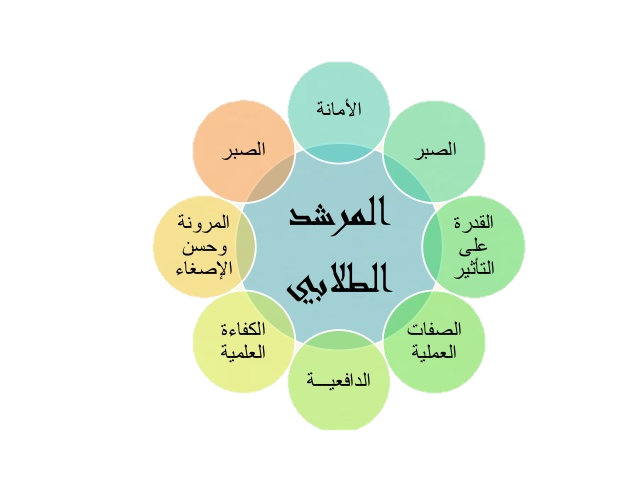 الأمانة
الصبر
القدرة
على
التأثير
الصفات
العملية
الدافعيـــة
الكفاءة
العلمية
المرونة
وحسن
الإصغاء
الصبر
المرشد
الطلابي